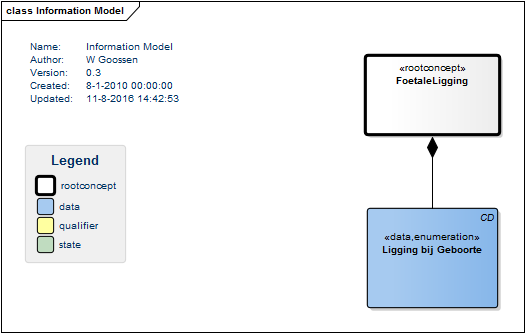 class Information Model
Name: Information Model
Author: W Goossen
Version: 0.3
Created: 8-1-2010 00:00:00
Updated: 11-8-2016 14:42:53
«rootconcept»
FoetaleLigging
Legend
rootconcept
data
qualifier
state
CD
«data,enumeration»
Ligging bij Geboorte